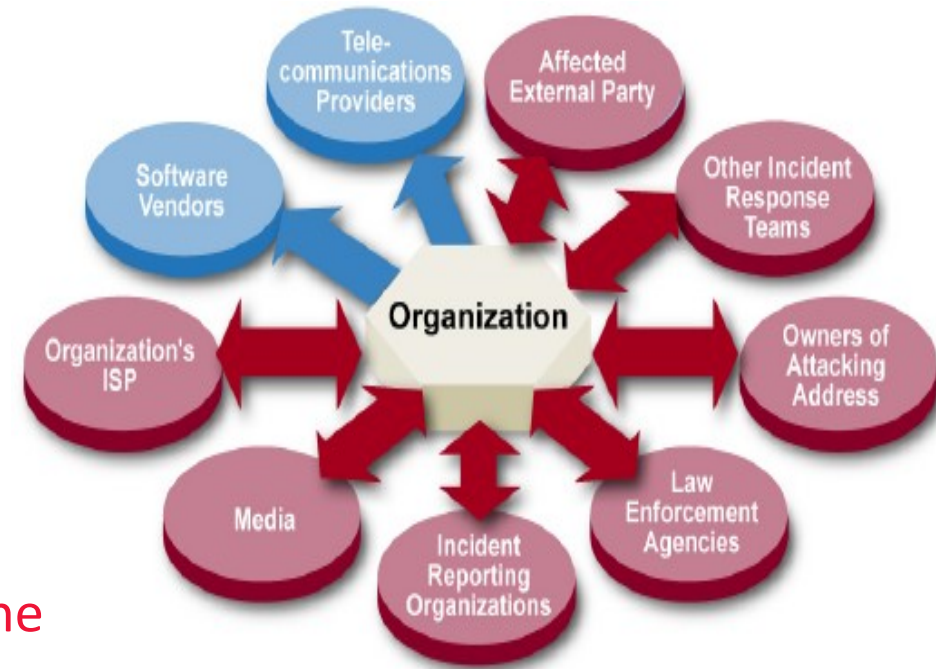 Tele-
communications
Providers
Affected
External Party
Software
Vendors
Other Incident
Response
Teams
Organization
Organization's
ISP
Owners of
Attacking
Address
Media
Law
Enforcement
Agencies
Incident
Reporting
Organizations